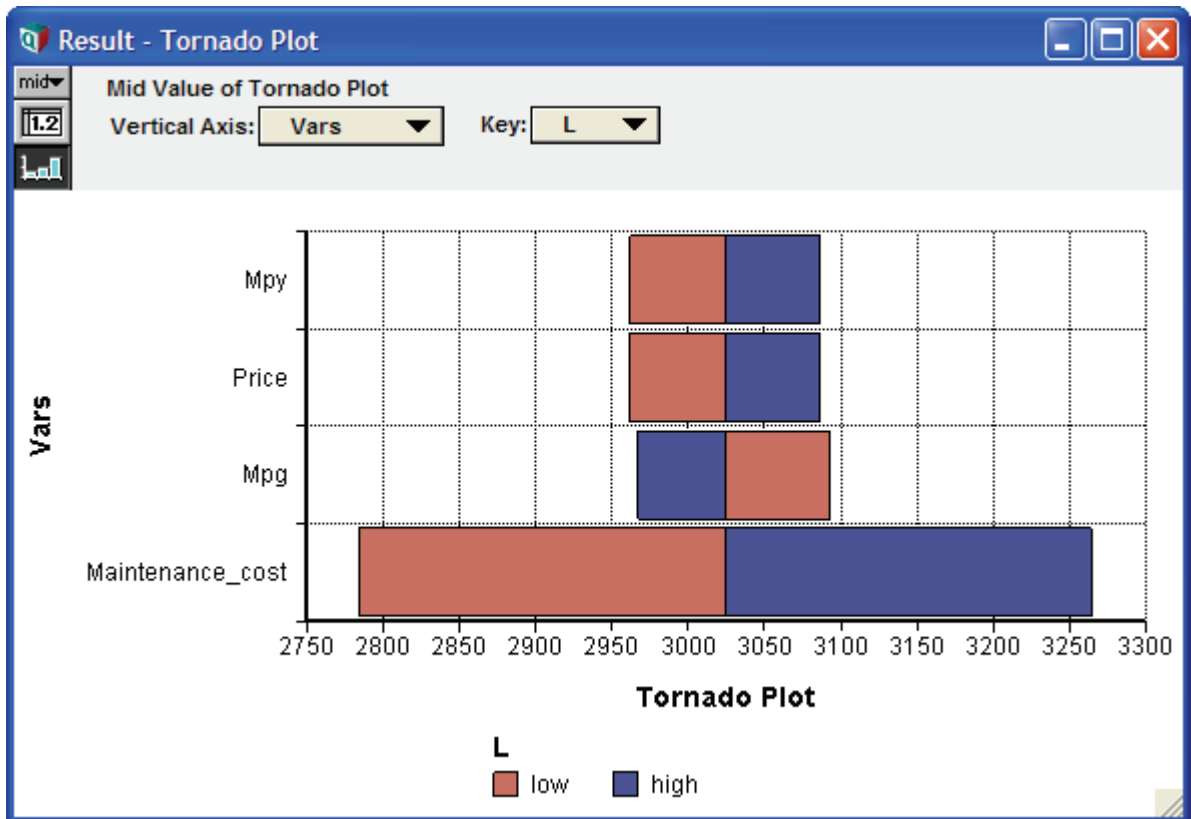 Result - Tornado Plot
mid
Mid Value of Tornado Plot
1.2
Vertical Axis: Vars Key: L
Vars
Mpy
Price
Mpg
Maintenance_cost
2750 2800 2850 2900 2950 3000 3050 3100 3150 3200 3250 3300
Tornado Plot
L
low high